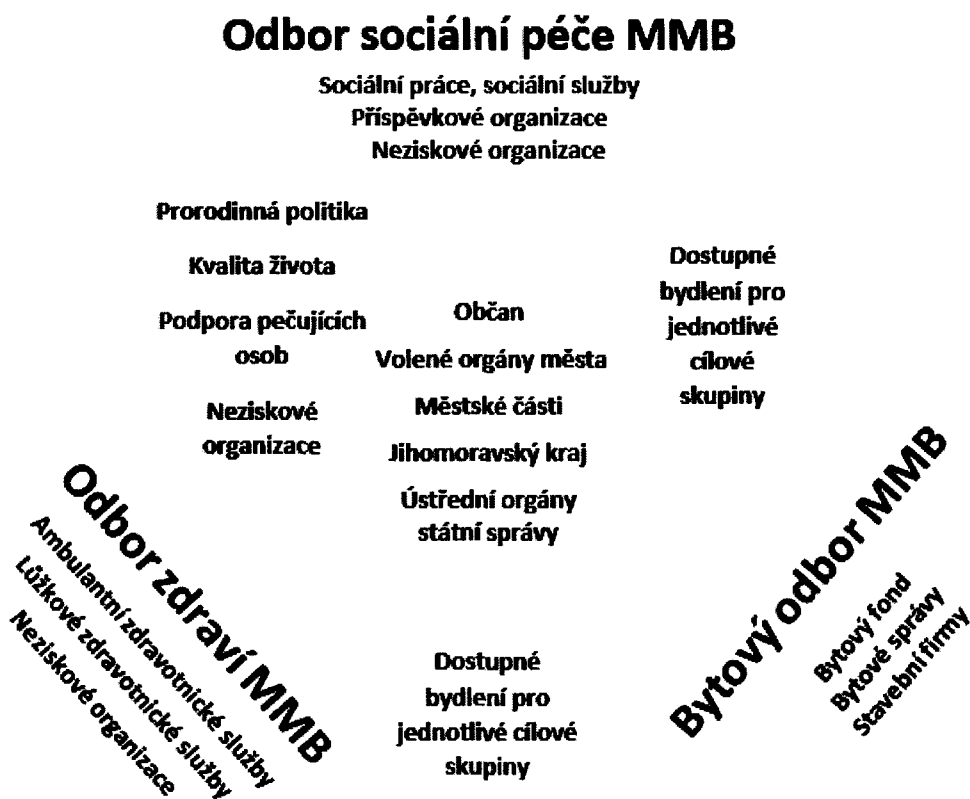 Odbor sociální péče MMB
Sociální práce, sociální služby
Příspěvkové organizace
Neziskové organizace
Prorodinná politika
Kvalita života
Podpora pečujících
osob
Neziskové
organizace
Občan
Volené orgány města
Městské části
Jihomoravský kraj
Ústřední orgány
státní správy
Dostupné
bydlení pro
jednotlivé
cílové
skupiny
Odbor zdraví MMB
Ambulantní zdravotnické služby
Lůžkové zdravotnické služby
Neziskové organizace
Dostupné
bydlení pro
jednotlivé cílové
skupiny
Bytový odbor MMB
Bytový fond
Bytové správy
Stavební firmy